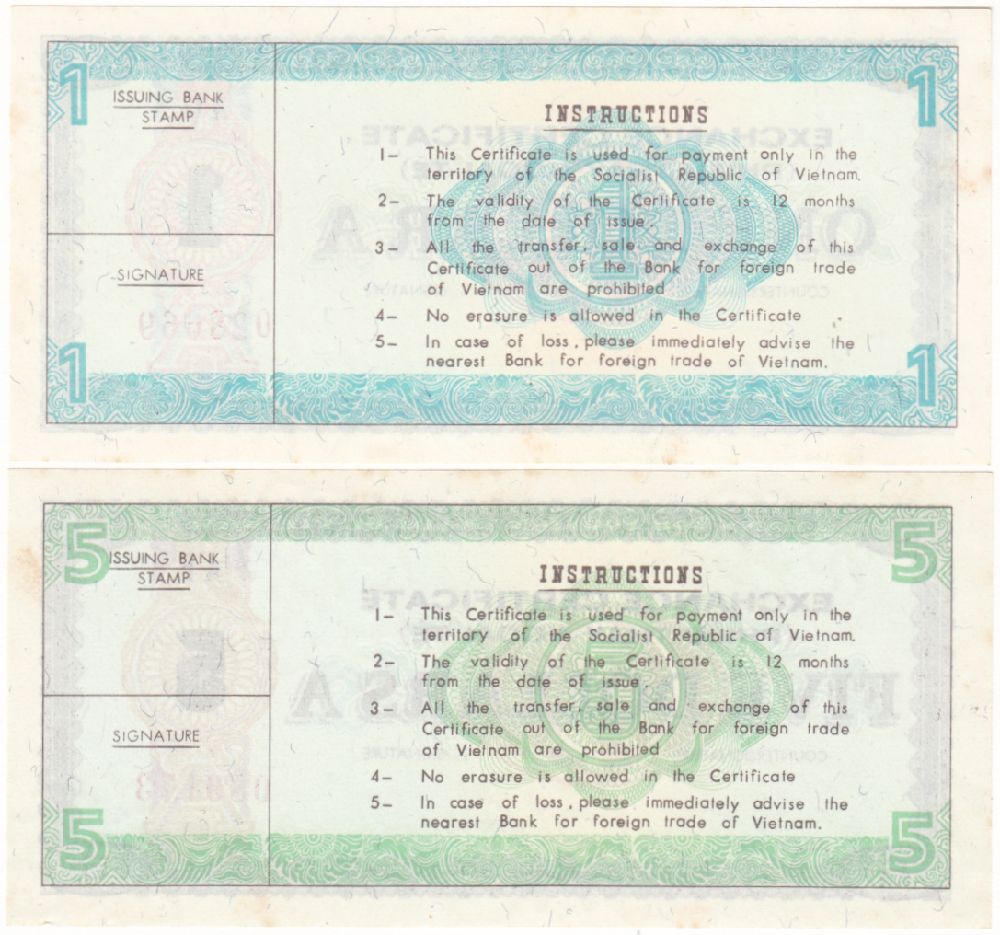 1
1
ISSUING BANK
STAMP
SIGNATURE
1
1
INSTRUCTIONS
1– This Certificate is used for payment only in the
territory of the Socialist Republic of Vietnam.
2– The validity of the Certificate is 12 months
from the date of issue.
3– All the transfer, sale and exchange of this
Certificate out of the Bank for foreign trade
of Vietnam are prohibited
4– No erasure is allowed in the Certificate
5– In case of loss, please immediately advise the
nearest Bank for foreign trade of Vietnam.
5
5
ISSUING BANK
STAMP
SIGNATURE
5
5
INSTRUCTIONS
1– This Certificate is used for payment only in the
territory of the Socialist Republic of Vietnam.
2– The validity of the Certificate is 12 months
from the date of issue.
3– All the transfer, sale and exchange of this
Certificate out of the Bank for foreign trade
of Vietnam are prohibited
4– No erasure is allowed in the Certificate
5– In case of loss, please immediately advise the
nearest Bank for foreign trade of Vietnam.